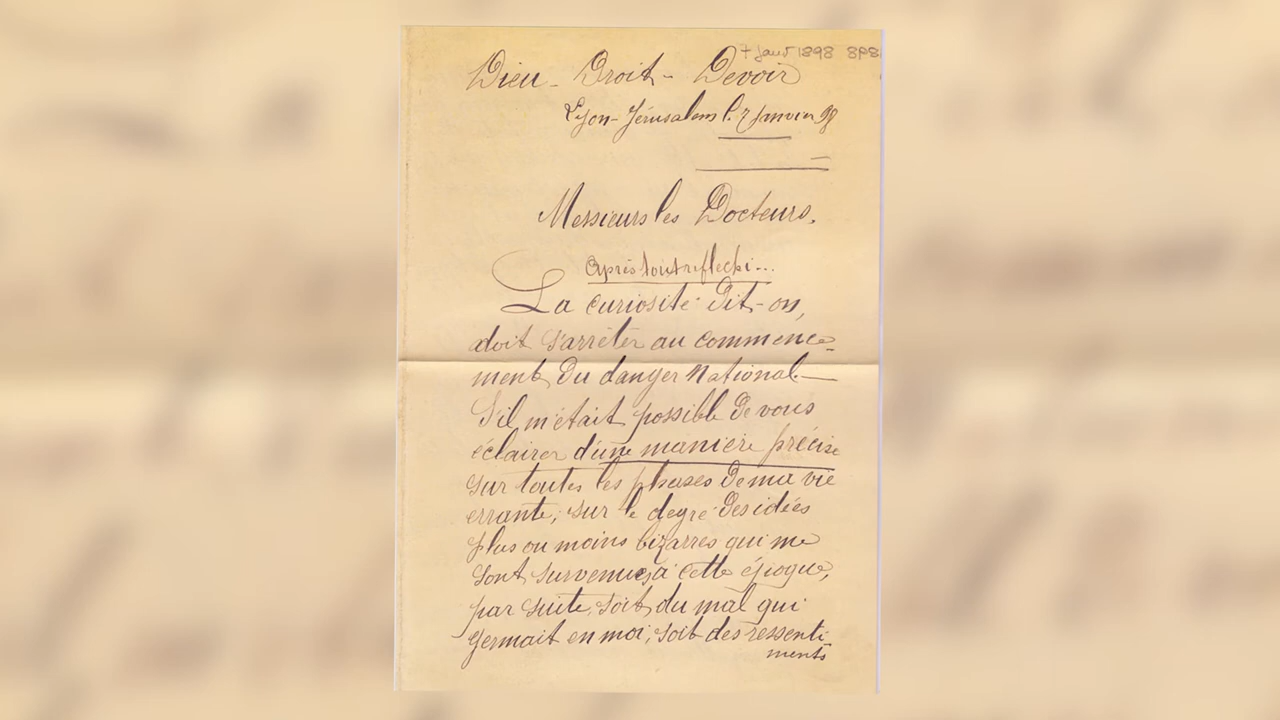 7 Janv 1898 8P8
Dieu - Droit - Devoir
Lyon-Jérusalem l. 7 Janvier 98
Messieurs les Docteurs,
Après tout réfléchi...
La curiosité dit-on,
doit s'arrêter au commence-
ment du danger National.—
S'il m'était possible de vous
éclairer d'une manière précise
sur toutes les phases de ma vie
errante, sur le degré des idées
plus ou moins bizarres qui me
sont survenues, à cette époque,
par suite, soit, du mal qui
germait en moi, soit des ressenti-
ments